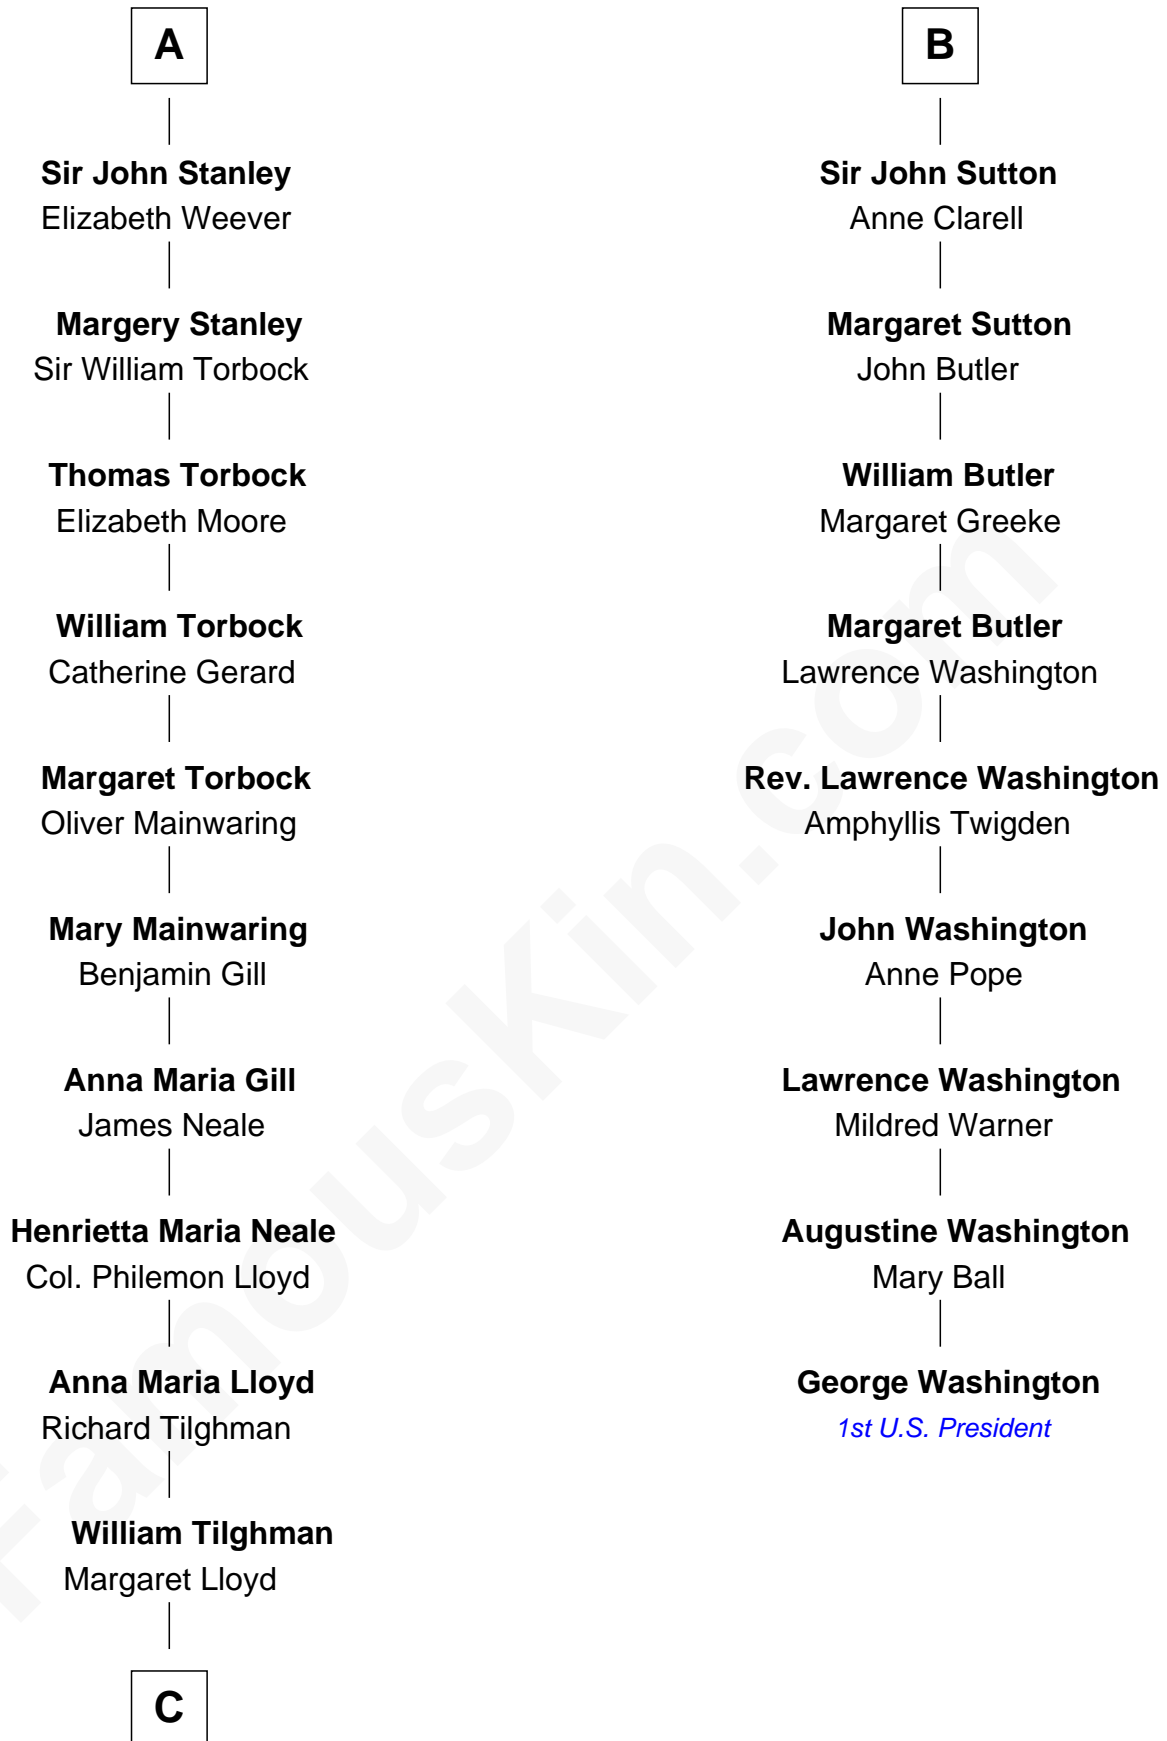 A
Sir John Stanley
Elizabeth Weever
Margery Stanley
Sir William Torbock
Thomas Torbock
Elizabeth Moore
William Torbock
Catherine Gerard
Margaret Torbock
Oliver Mainwaring
Mary Mainwaring
Benjamin Gill
Anna Maria Gill
James Neale
Henrietta Maria Neale
Col. Philemon Lloyd
Anna Maria Lloyd
Richard Tilghman
William Tilghman
Margaret Lloyd
C
B
Sir John Sutton
Anne Clarell
Margaret Sutton
John Butler
William Butler
Margaret Greeke
Margaret Butler
Lawrence Washington
Rev. Lawrence Washington
Amphyllis Twigden
John Washington
Anne Pope
Lawrence Washington
Mildred Warner
Augustine Washington
Mary Ball
George Washington
1st U.S. President
FamousKin.com